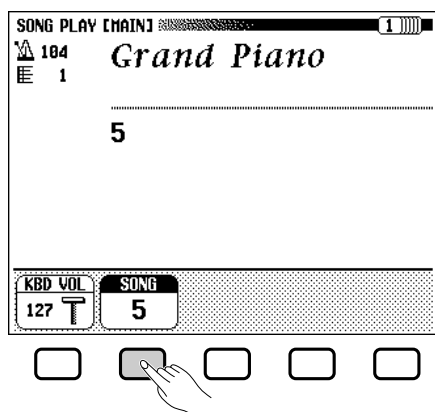 SONG PLAY [MAIN] 1
104
1
Grand Piano
5
KBD VOL
127
SONG
5